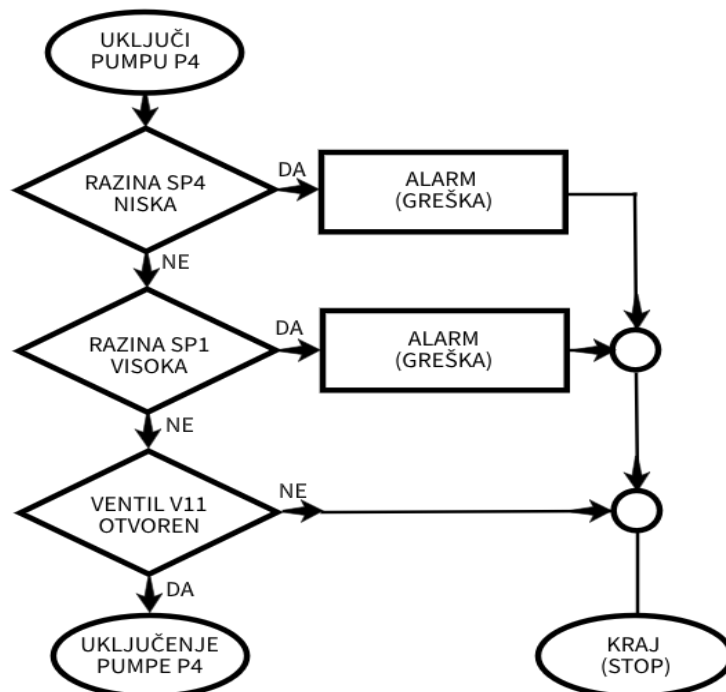 UKLJUČI
PUMPU P4
RAZINA SP4
NISKA
DA
ALARM
(GREŠKA)
NE
RAZINA SP1
VISOKA
DA
ALARM
(GREŠKA)
NE
VENTIL V11
OTVOREN
NE
DA
UKLJUČENJE
PUMPE P4
KRAJ
(STOP)